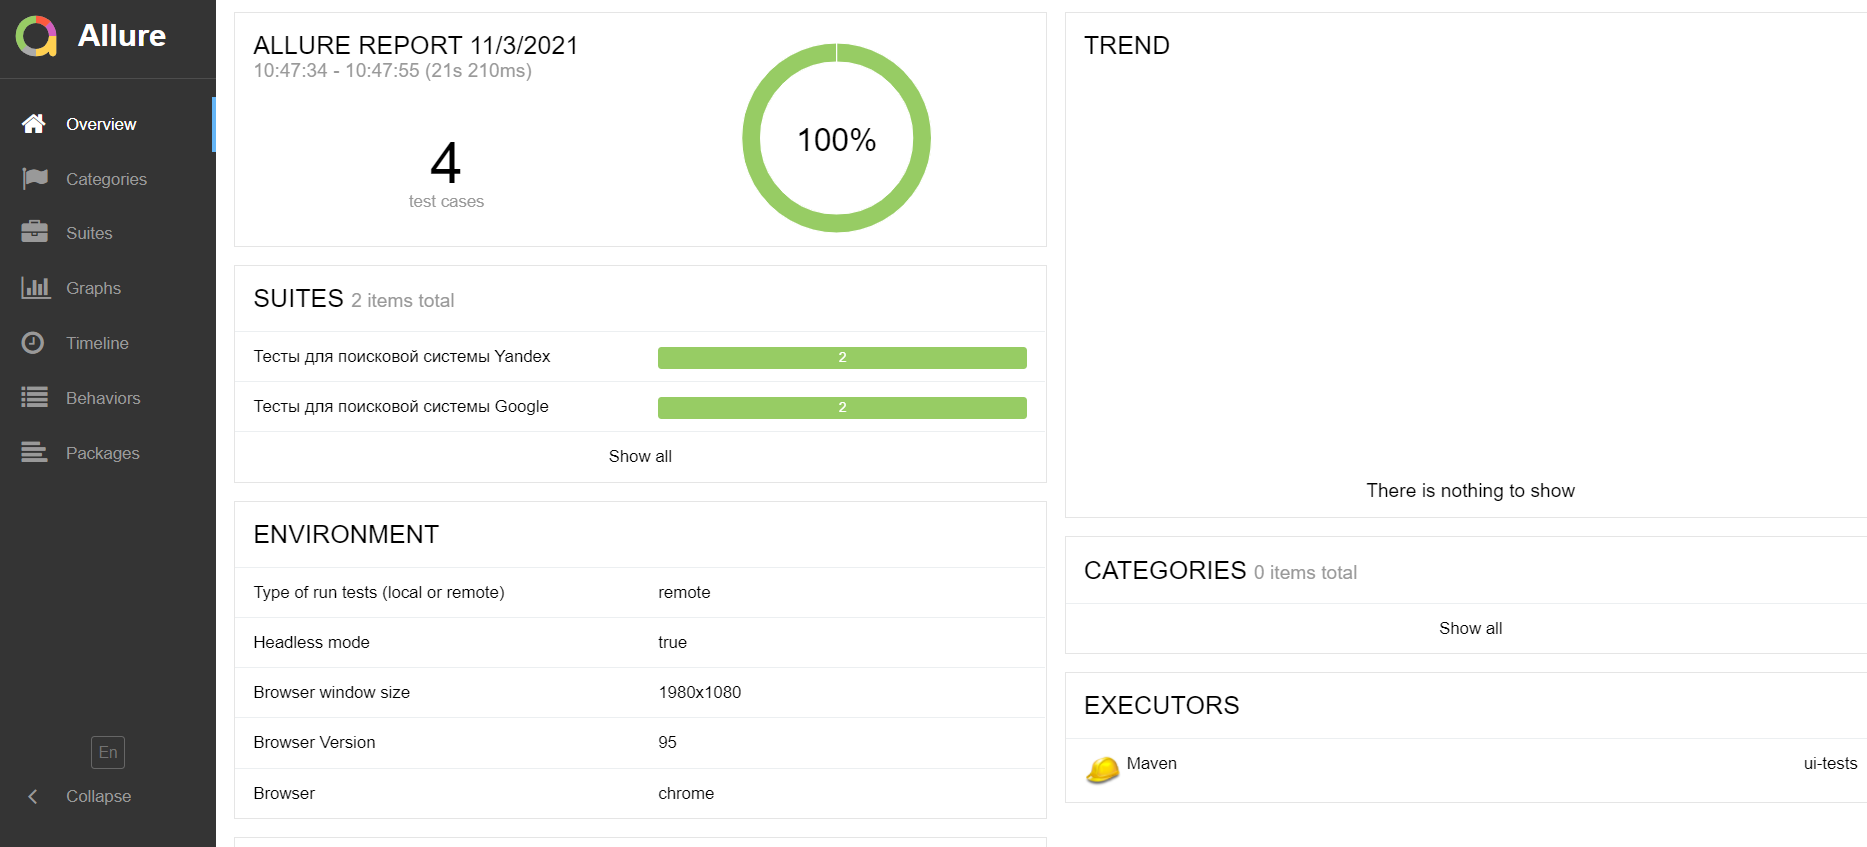 Allure
Overview
Categories
Suites
Graphs
Timeline
Behaviors
Packages
En
Collapse
ALLURE REPORT 11/3/2021
10:47:34 - 10:47:55 (21s 210ms)
4
test cases
100%
SUITES 2 items total
Тесты для поисковой системы Yandex 2
Тесты для поисковой системы Google 2
Show all
ENVIRONMENT
Type of run tests (local or remote) remote
Headless mode true
Browser window size 1980x1080
Browser Version 95
Browser chrome
TREND
There is nothing to show
CATEGORIES 0 items total
Show all
EXECUTORS
Maven ui-tests